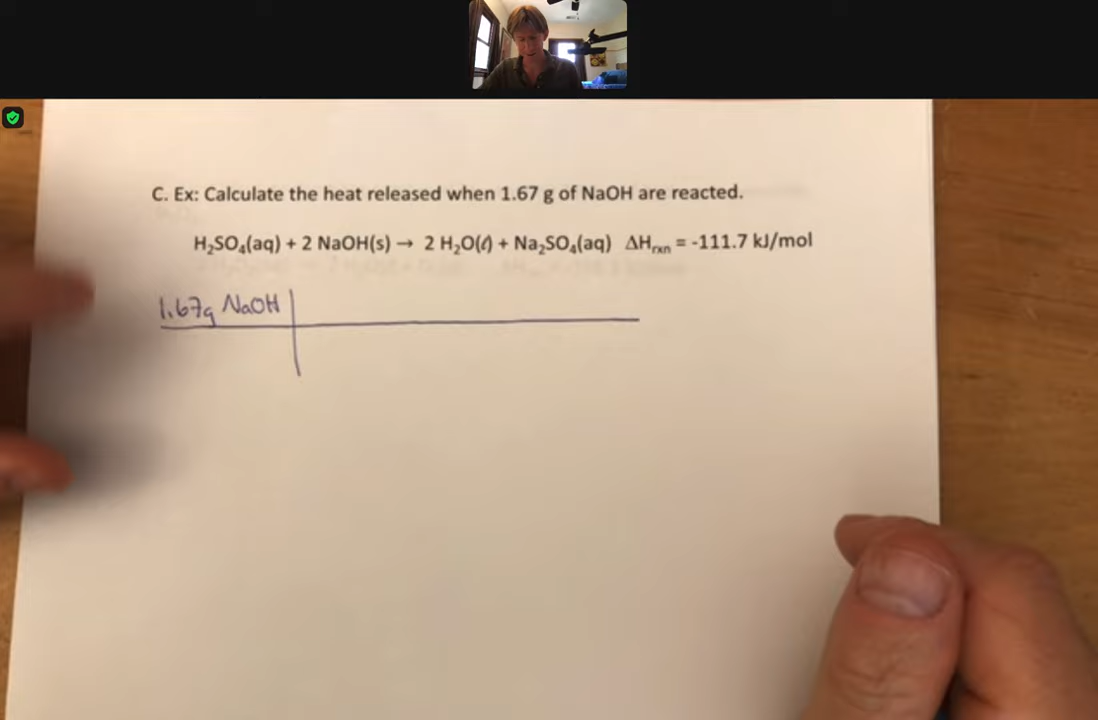 C. Ex: Calculate the heat released when 1.67 g of NaOH are reacted.
H₂SO₄(aq) + 2 NaOH(s) → 2 H₂O(ℓ) + Na₂SO₄(aq) ΔHᵣₓₙ = -111.7 kJ/mol
1.67g NaOH